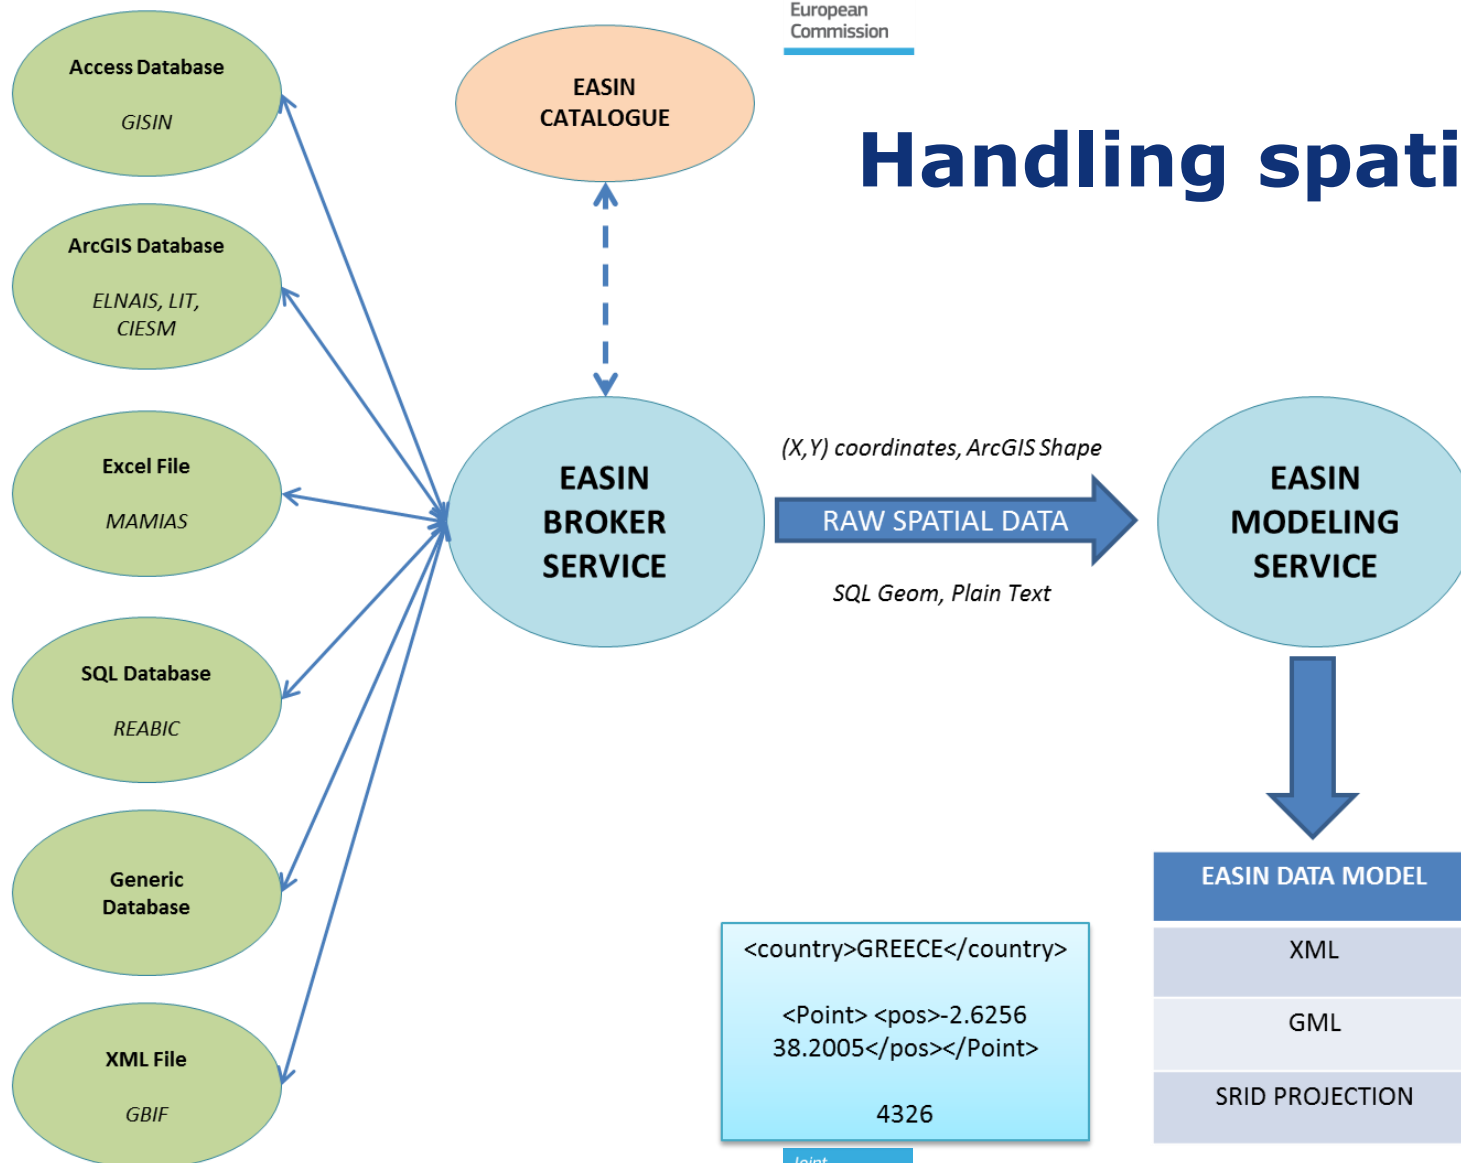 European
Commission
Handling spati
Access Database
GISIN
ArcGIS Database
ELNAIS, LIT,
CIESM
Excel File
MAMIAS
SQL Database
REABIC
Generic
Database
XML File
GBIF
EASIN
CATALOGUE
EASIN
BROKER
SERVICE
(X,Y) coordinates, ArcGIS Shape
RAW SPATIAL DATA
SQL Geom, Plain Text
EASIN
MODELING
SERVICE
EASIN DATA MODEL
XML
GML
SRID PROJECTION
<country>GREECE</country>
<Point> <pos>-2.6256
38.2005</pos></Point>
4326
Joint